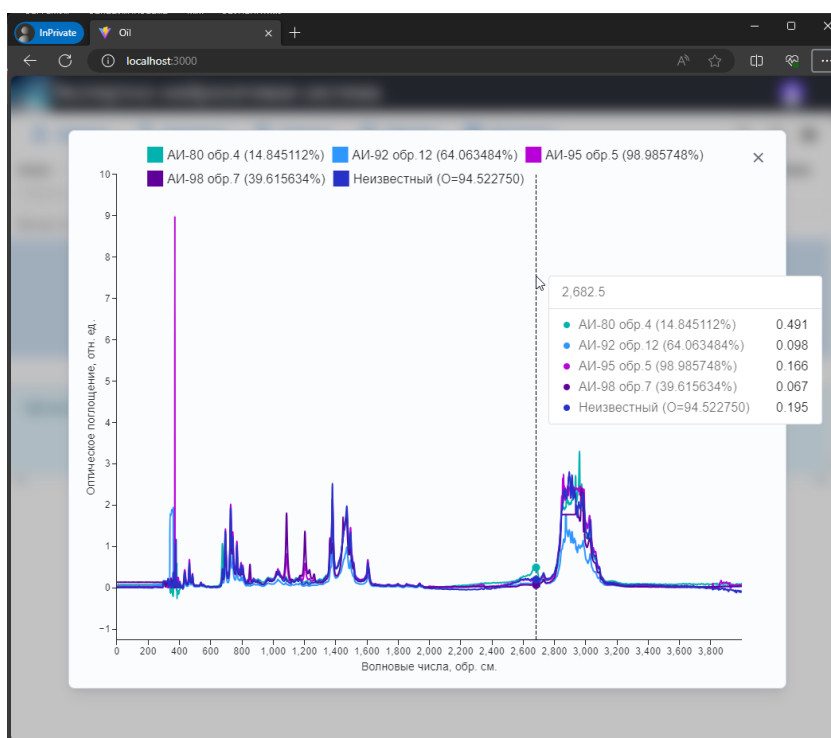 InPrivate
Oil
localhost:3000
АИ-80 обр.4 (14.845112%) АИ-92 обр.12 (64.063484%) АИ-95 обр.5 (98.985748%)
АИ-98 обр.7 (39.615634%) Неизвестный (О=94.522750)
10
9
8
7
6
5
4
3
2
1
0
−1
Оптическое поглощение, отн. ед.
2,682.5
АИ-80 обр.4 (14.845112%) 0.491
АИ-92 обр.12 (64.063484%) 0.098
АИ-95 обр.5 (98.985748%) 0.166
АИ-98 обр.7 (39.615634%) 0.067
Неизвестный (О=94.522750) 0.195
0 200 400 600 800 1,000 1,200 1,400 1,600 1,800 2,000 2,200 2,400 2,600 2,800 3,000 3,200 3,400 3,600 3,800
Волновые числа, обр. см.